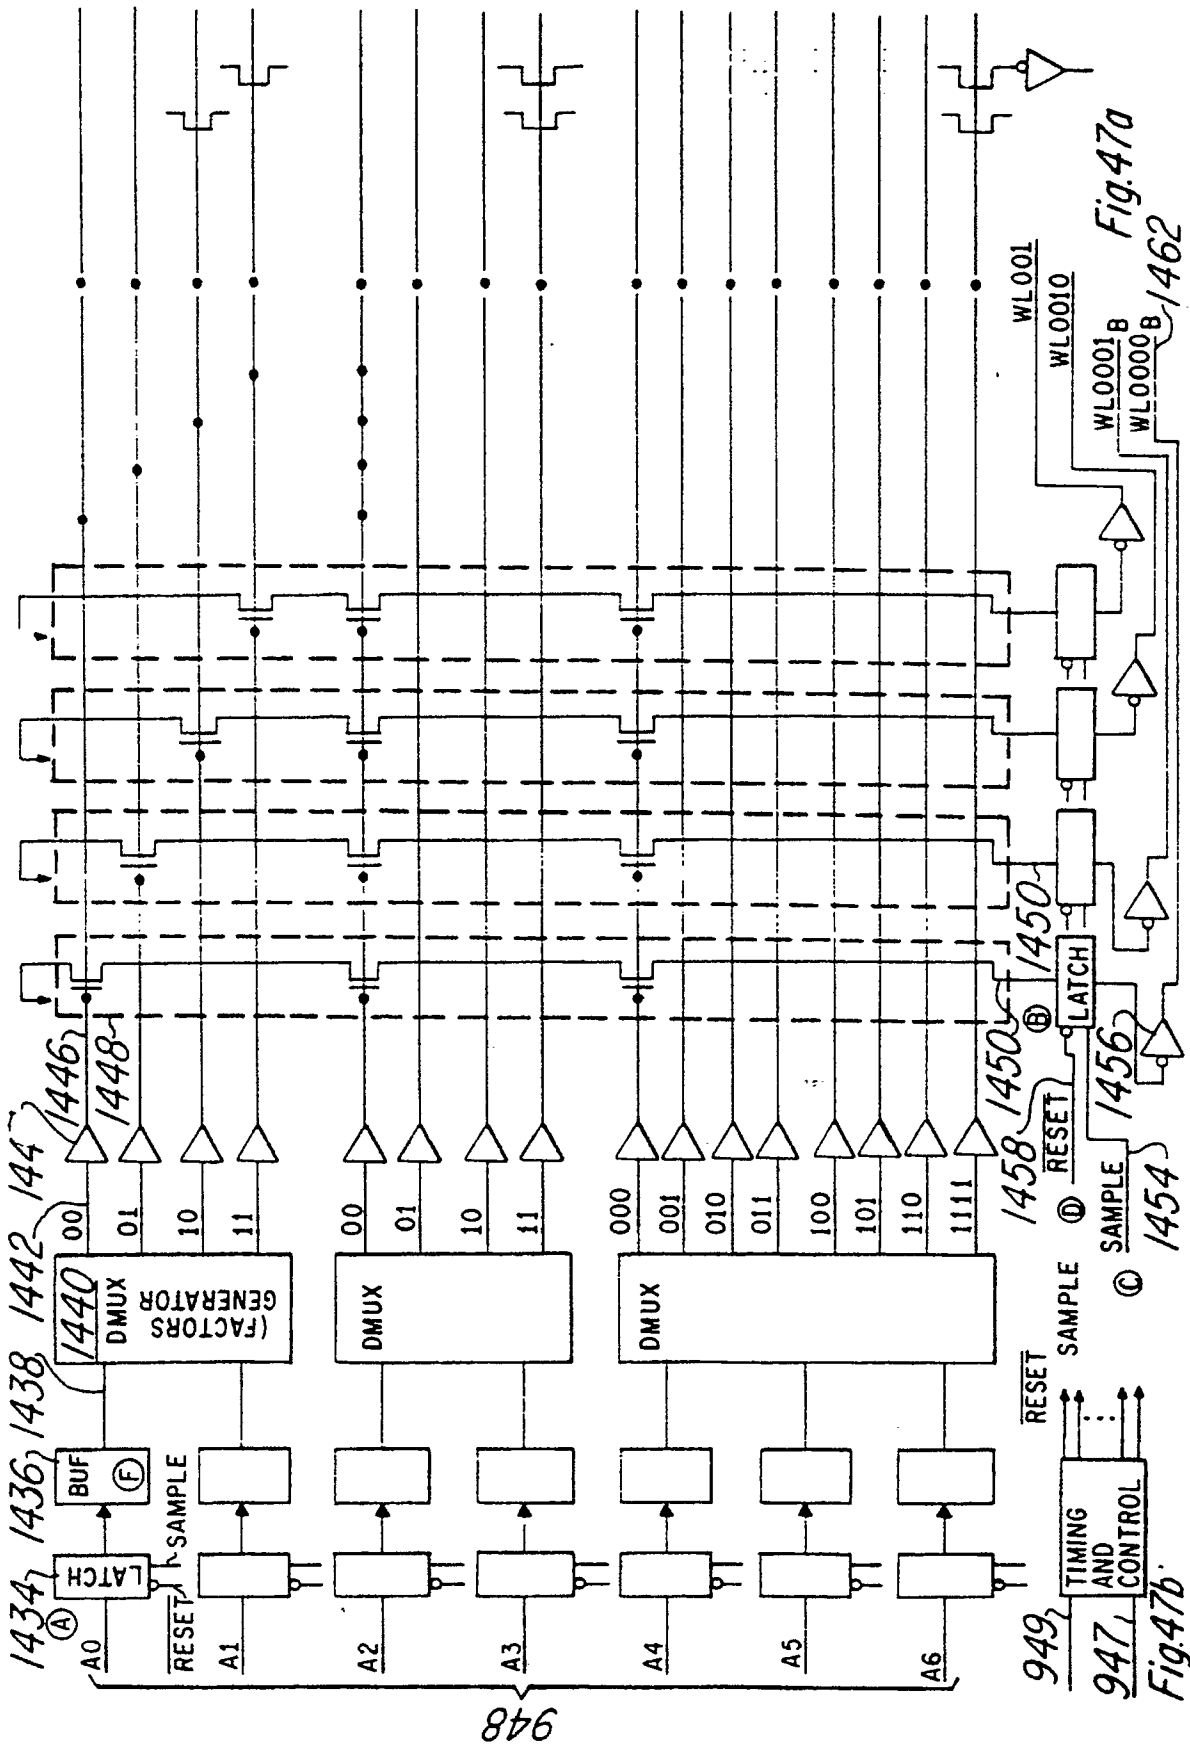 1434
1436
1438
1442
144
1446
1448
A
LATCH
BUF
F
RESET
SAMPLE
1440
DMUX
(FACTORS
GENERATOR
00
01
10
11
DMUX
00
01
10
11
DMUX
000
001
010
011
100
101
110
1111
A0
A1
A2
A3
A4
A5
A6
948
949
947
TIMING
AND
CONTROL
RESET
SAMPLE
Fig.47b.
D RESET
C SAMPLE
1458
1454
1450
B
1450
LATCH
1456
WL001
WL0010
WL0001B
WL0000B
1462
Fig.47a